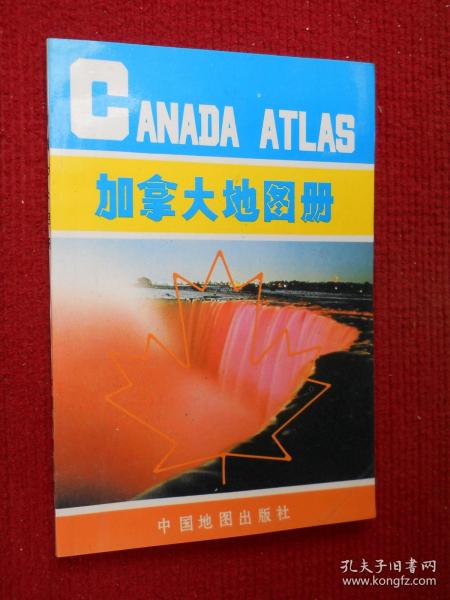 CANADA ATLAS
加拿大地图册
中国地图出版社
孔夫子旧书网
www.kongfz.com